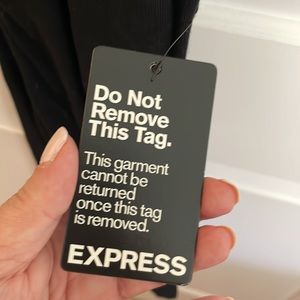 Do Not
Remove
This Tag.
This garment
cannot be
returned
once this tag
is removed.
EXPRESS